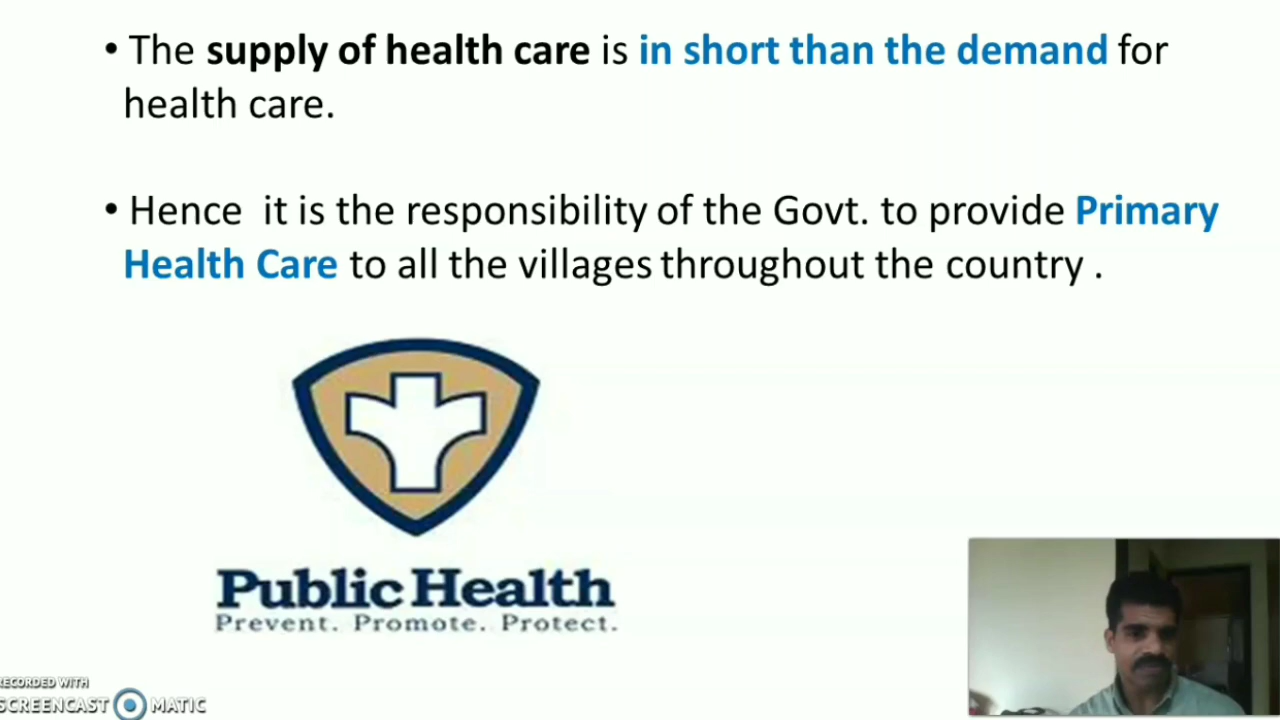 • The supply of health care is in short than the demand for
health care.
• Hence it is the responsibility of the Govt. to provide Primary
Health Care to all the villages throughout the country .
Public Health
Prevent. Promote. Protect.
RECORDED WITH
SCREENCAST MATIC